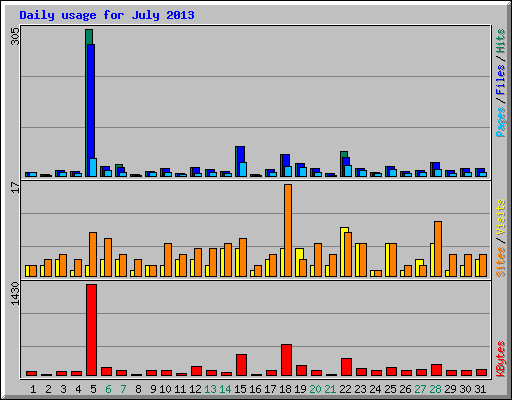 Daily usage for July 2013
305
Pages / Files / Hits
17
Sites / Visits
1430
KBytes
1 2 3 4 5 6 7 8 9 10 11 12 13 14 15 16 17 18 19 20 21 22 23 24 25 26 27 28 29 30 31